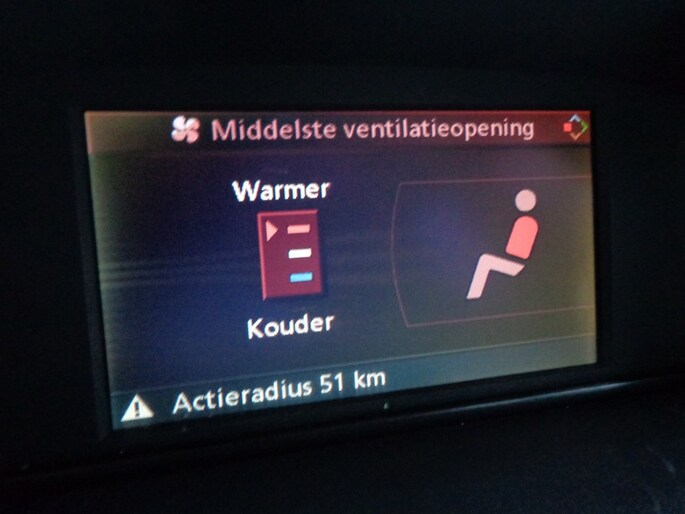 Middelste ventilatieopening
Warmer
Kouder
Actieradius 51 km